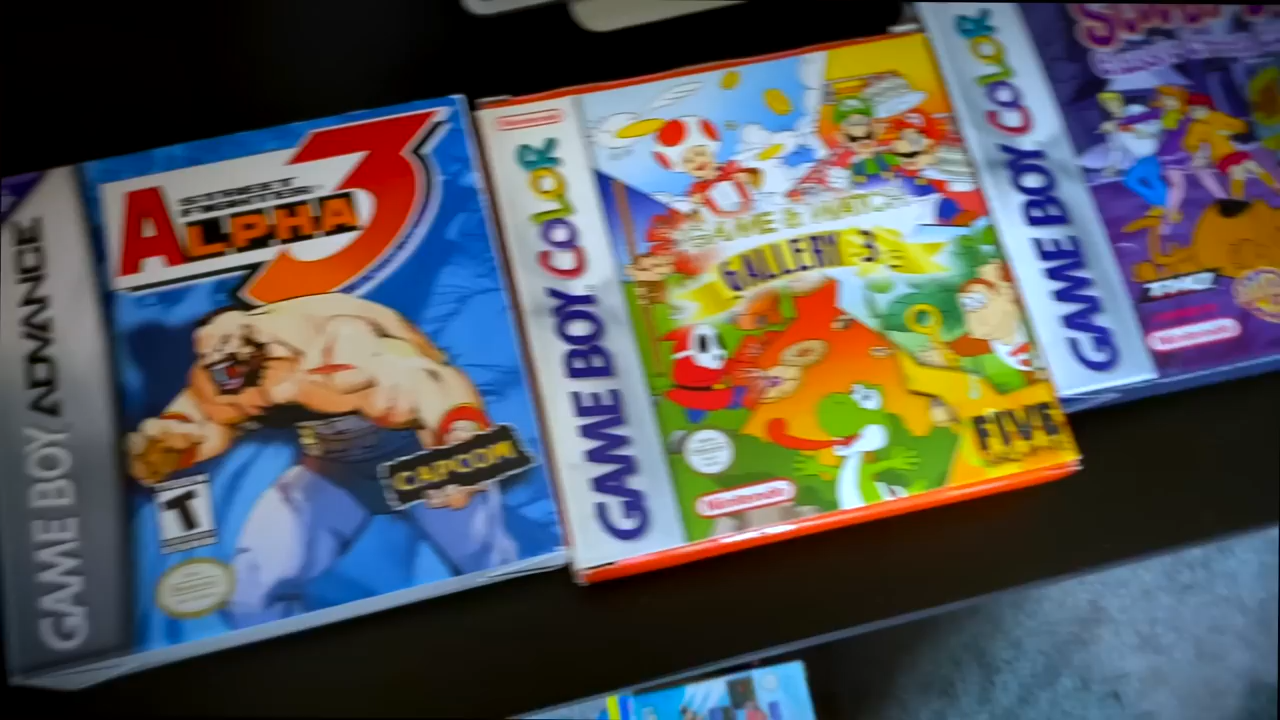 GAME BOY ADVANCE
STREET
FIGHTER
ALPHA 3
CAPCOM
T
Nintendo
GAME BOY COLOR
GAME & WATCH
GALLERY 3
FIVE
Nintendo
GAME BOY COLOR
THQ
Nintendo